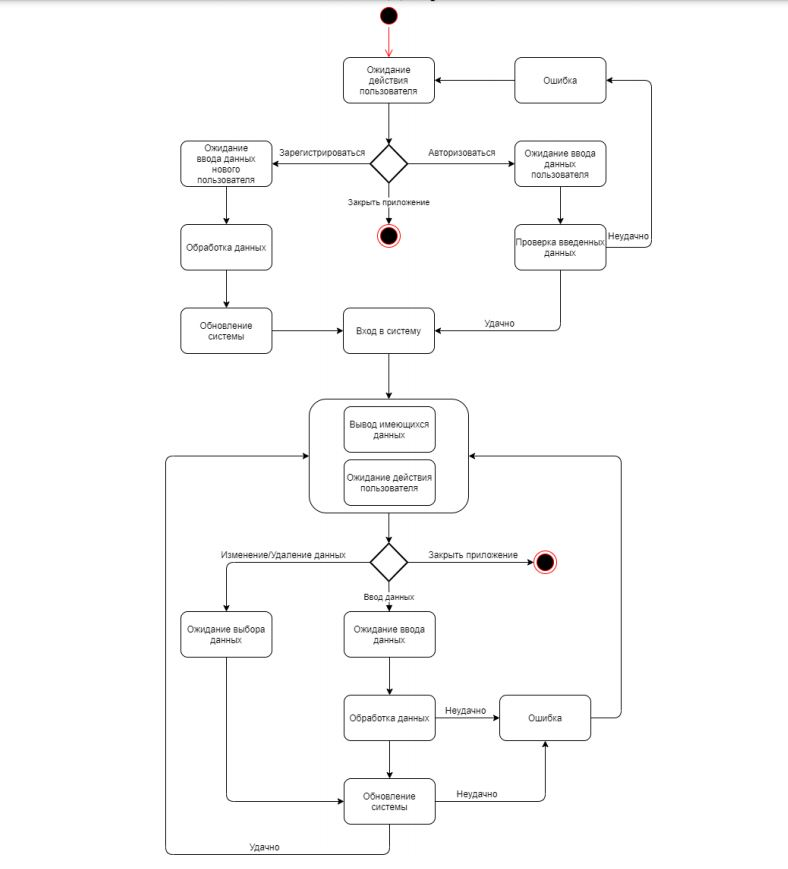 Ожидание
действия
пользователя
Ошибка
Зарегистрироваться
Авторизоваться
Ожидание
ввода данных
нового
пользователя
Ожидание ввода
данных
пользователя
Закрыть приложение
Обработка данных
Проверка введенных
данных
Неудачно
Обновление
системы
Вход в систему
Удачно
Вывод имеющихся
данных
Ожидание действия
пользователя
Изменение/Удаление данных
Закрыть приложение
Ввод данных
Ожидание выбора
данных
Ожидание ввода
данных
Обработка данных
Неудачно
Ошибка
Обновление
системы
Неудачно
Удачно